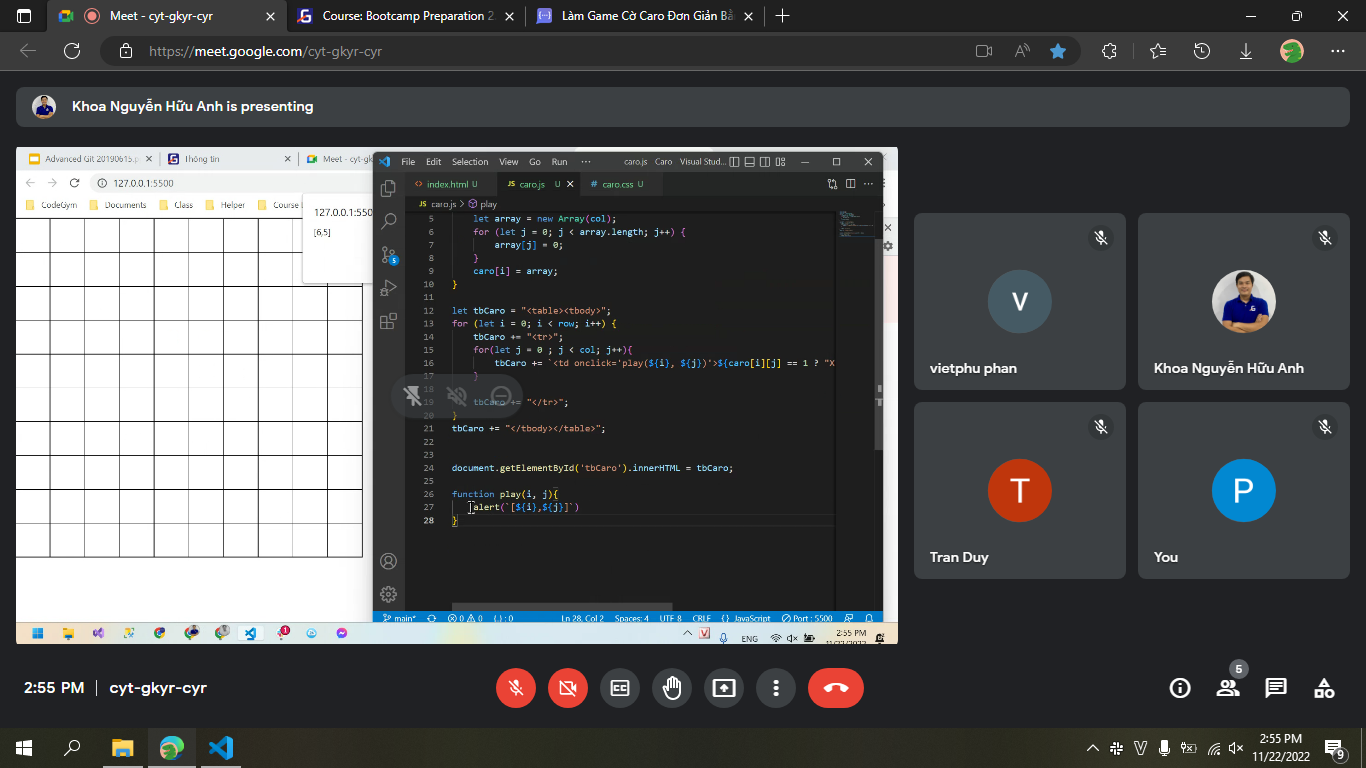 Meet - cyt-gkyr-cyr
Course: Bootcamp Preparation 2
Làm Game Cờ Caro Đơn Giản Bằ
https://meet.google.com/cyt-gkyr-cyr
Khoa Nguyễn Hữu Anh is presenting
Advanced Git 20190615.p
Thông tin
Meet - cyt-gk
127.0.0.1:5500
CodeGym
Documents
Class
Helper
Course
127.0.0.1:550
[6,5]
File Edit Selection View Go Run ···
caro.js Caro Visual Stud...
index.html U
JS caro.js U
# caro.css U
JS caro.js > play
5 let array = new Array(col);
6 for (let j = 0; j < array.length; j++) {
7 array[j] = 0;
8 }
9 caro[i] = array;
10 }
11
12 let tbCaro = "<table><tbody>";
13 for (let i = 0; i < row; i++) {
14 tbCaro += "<tr>";
15 for(let j = 0 ; j < col; j++){
16 tbCaro += `<td onclick='play(${i}, ${j})'>${caro[i][j] == 1 ? "X
17 }
18
19 tbCaro += "</tr>";
20 }
21 tbCaro += "</tbody></table>";
22
23
24 document.getElementById('tbCaro').innerHTML = tbCaro;
25
26 function play(i, j){
27 alert(`[${i},${j}]`)
28 }
5
main* 0 0 (.) : 0 Ln 28, Col 2 Spaces: 4 UTF 8 CRLF {} JavaScript Port : 5500
1
ENG
2:55 PM
11/22/2022
V
vietphu phan
Khoa Nguyễn Hữu Anh
T
Tran Duy
P
You
2:55 PM | cyt-gkyr-cyr
CC
5
V
2:55 PM
11/22/2022
9